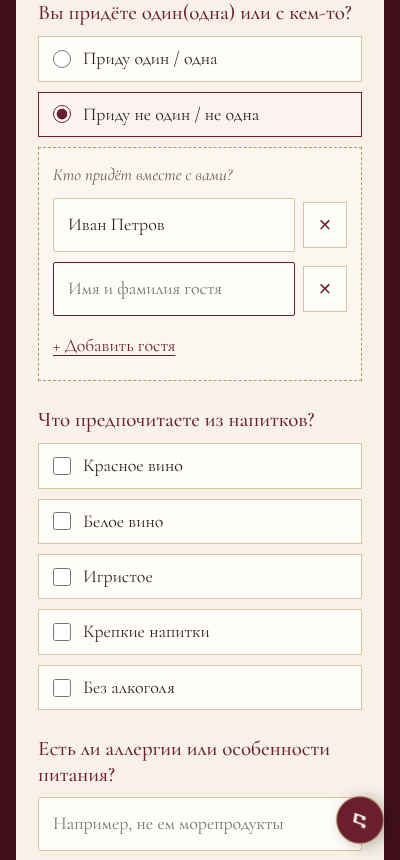 Вы придёте один(одна) или с кем-то?
Приду один / одна
Приду не один / не одна
Кто придёт вместе с вами?
Иван Петров
×
Имя и фамилия гостя
×
+ Добавить гостя
Что предпочитаете из напитков?
Красное вино
Белое вино
Игристое
Крепкие напитки
Без алкоголя
Есть ли аллергии или особенности
питания?
Например, не ем морепродукты